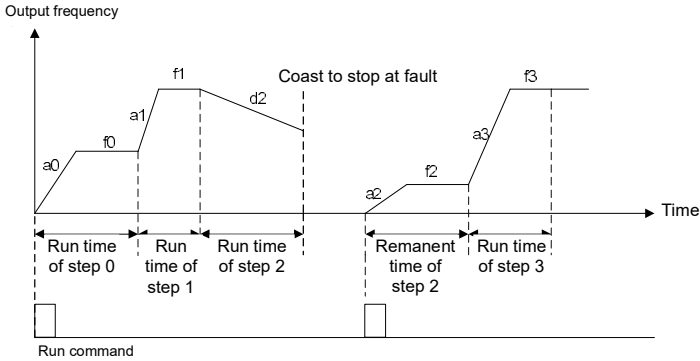 Output frequency
Coast to stop at fault
f3
f1
d2
a1
a3
f0
a0
f2
a2
Time
Run time
of step 0
Run
time of
step 1
Run time
of step 2
Remanent
time of
step 2
Run time
of step 3
Run command